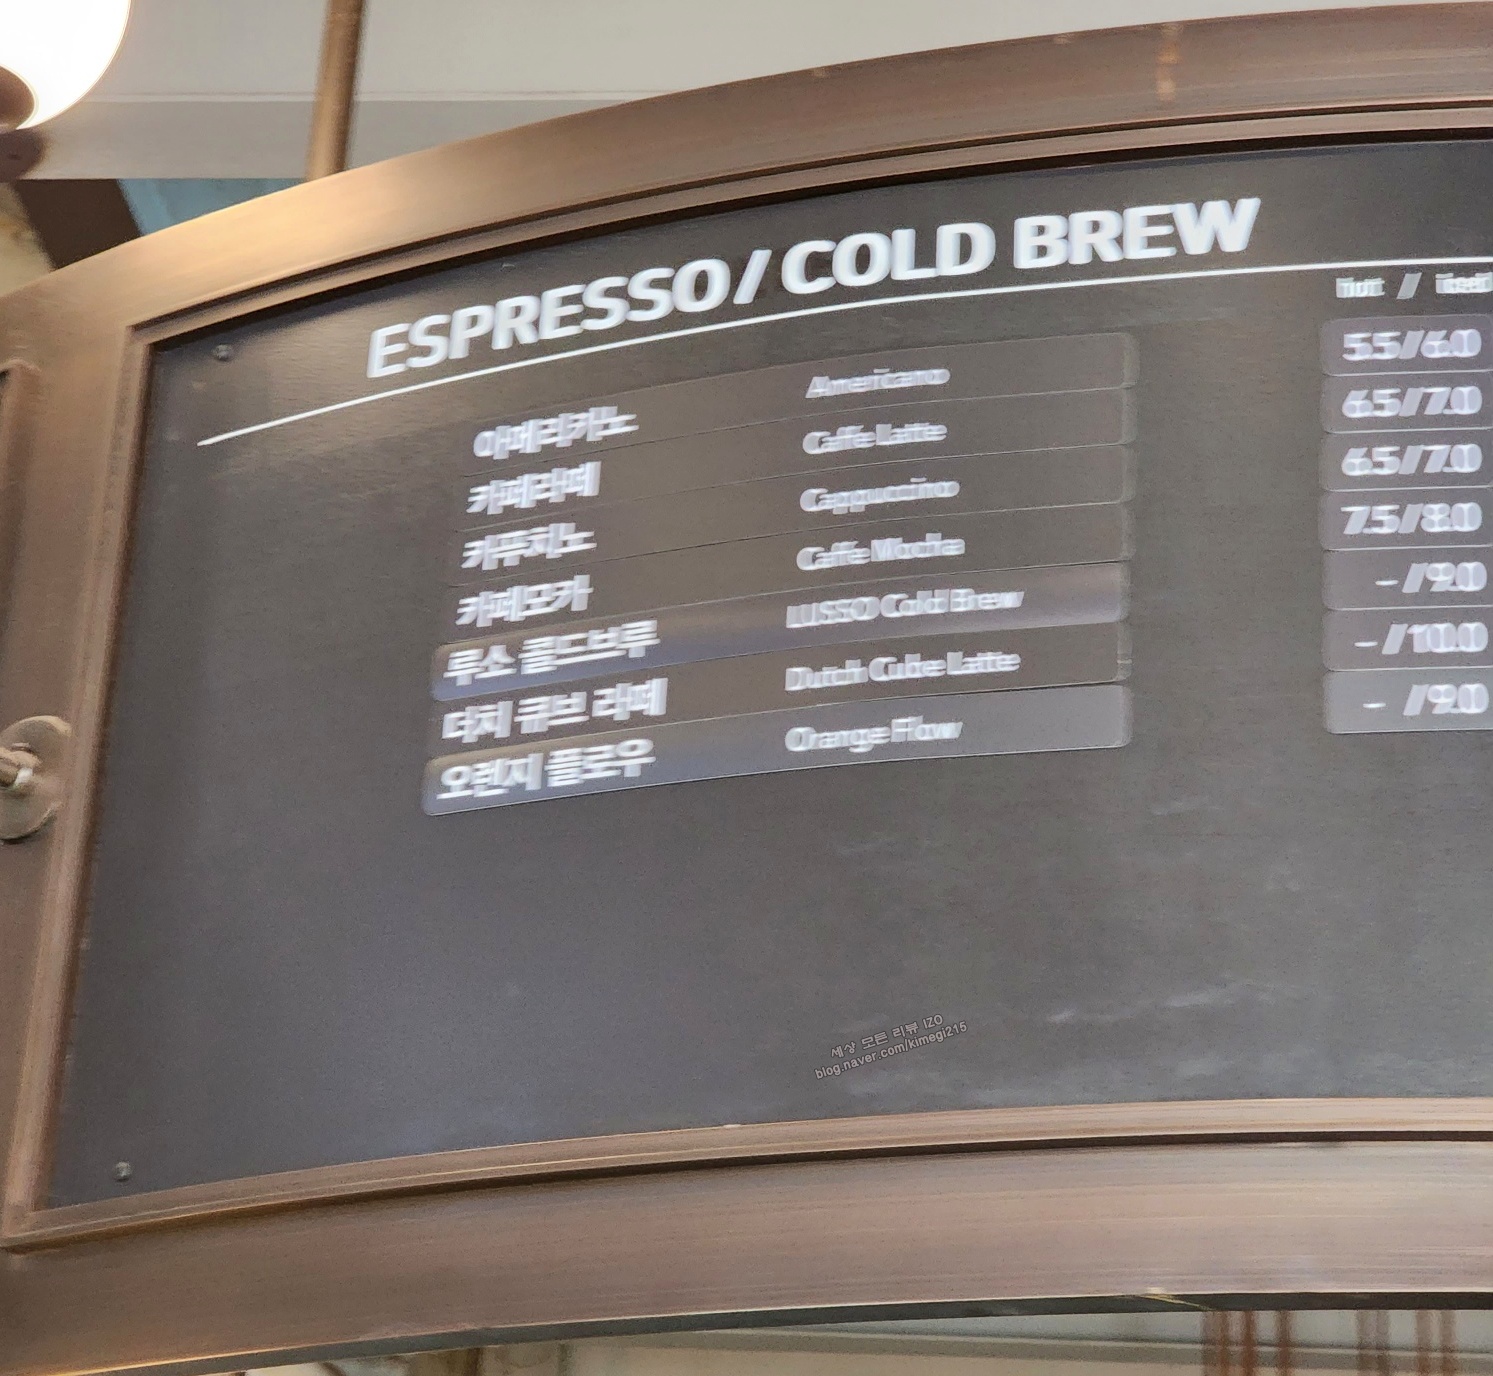 ESPRESSO / COLD BREW
hot / iced
아메리카노 Americano 5.5 / 6.0
카페라떼 Caffe Latte 6.5 / 7.0
카푸치노 Cappuccino 6.5 / 7.0
카페모카 Caffe Mocha 7.5 / 8.0
루소 콜드브루 LUSSO Cold Brew - / 9.0
더치 큐브 라떼 Dutch Cube Latte - / 10.0
오렌지 플로우 Orange Flow - / 9.0
세상 모든 리뷰 IZO
blog.naver.com/kimegi215